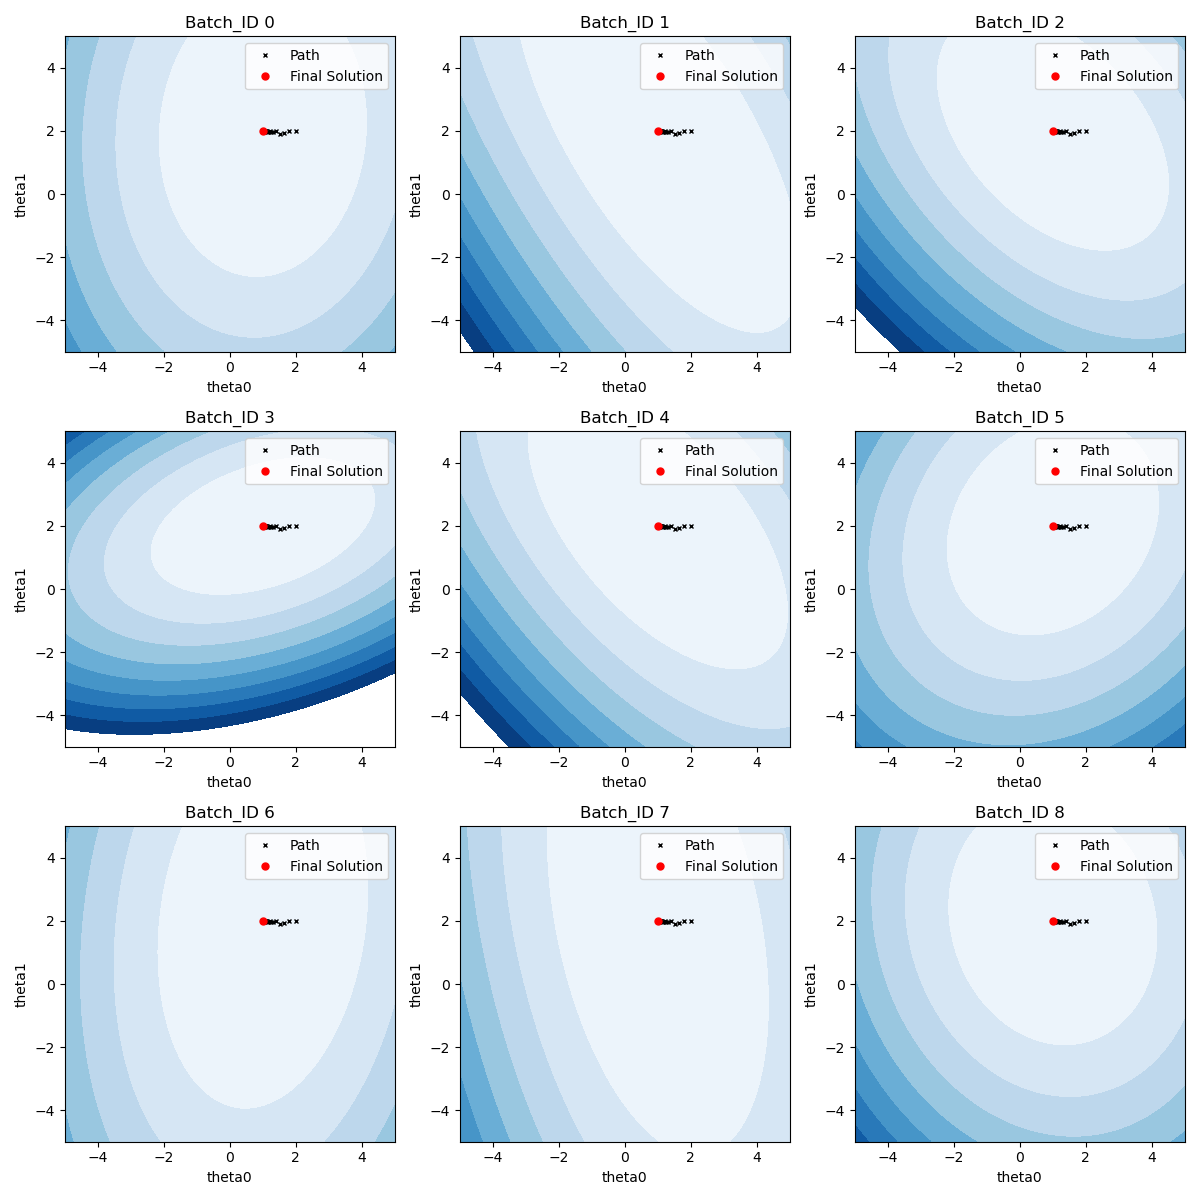 Batch_ID 0
Path
Final Solution
4
2
0
−2
−4
theta1
−4 −2 0 2 4
theta0
Batch_ID 1
Path
Final Solution
4
2
0
−2
−4
theta1
−4 −2 0 2 4
theta0
Batch_ID 2
Path
Final Solution
4
2
0
−2
−4
theta1
−4 −2 0 2 4
theta0
Batch_ID 3
Path
Final Solution
4
2
0
−2
−4
theta1
−4 −2 0 2 4
theta0
Batch_ID 4
Path
Final Solution
4
2
0
−2
−4
theta1
−4 −2 0 2 4
theta0
Batch_ID 5
Path
Final Solution
4
2
0
−2
−4
theta1
−4 −2 0 2 4
theta0
Batch_ID 6
Path
Final Solution
4
2
0
−2
−4
theta1
−4 −2 0 2 4
theta0
Batch_ID 7
Path
Final Solution
4
2
0
−2
−4
theta1
−4 −2 0 2 4
theta0
Batch_ID 8
Path
Final Solution
4
2
0
−2
−4
theta1
−4 −2 0 2 4
theta0